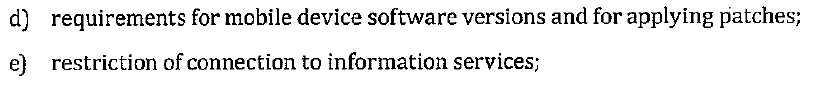 d) requirements for mobile device software versions and for applying patches;
e) restriction of connection to information services;